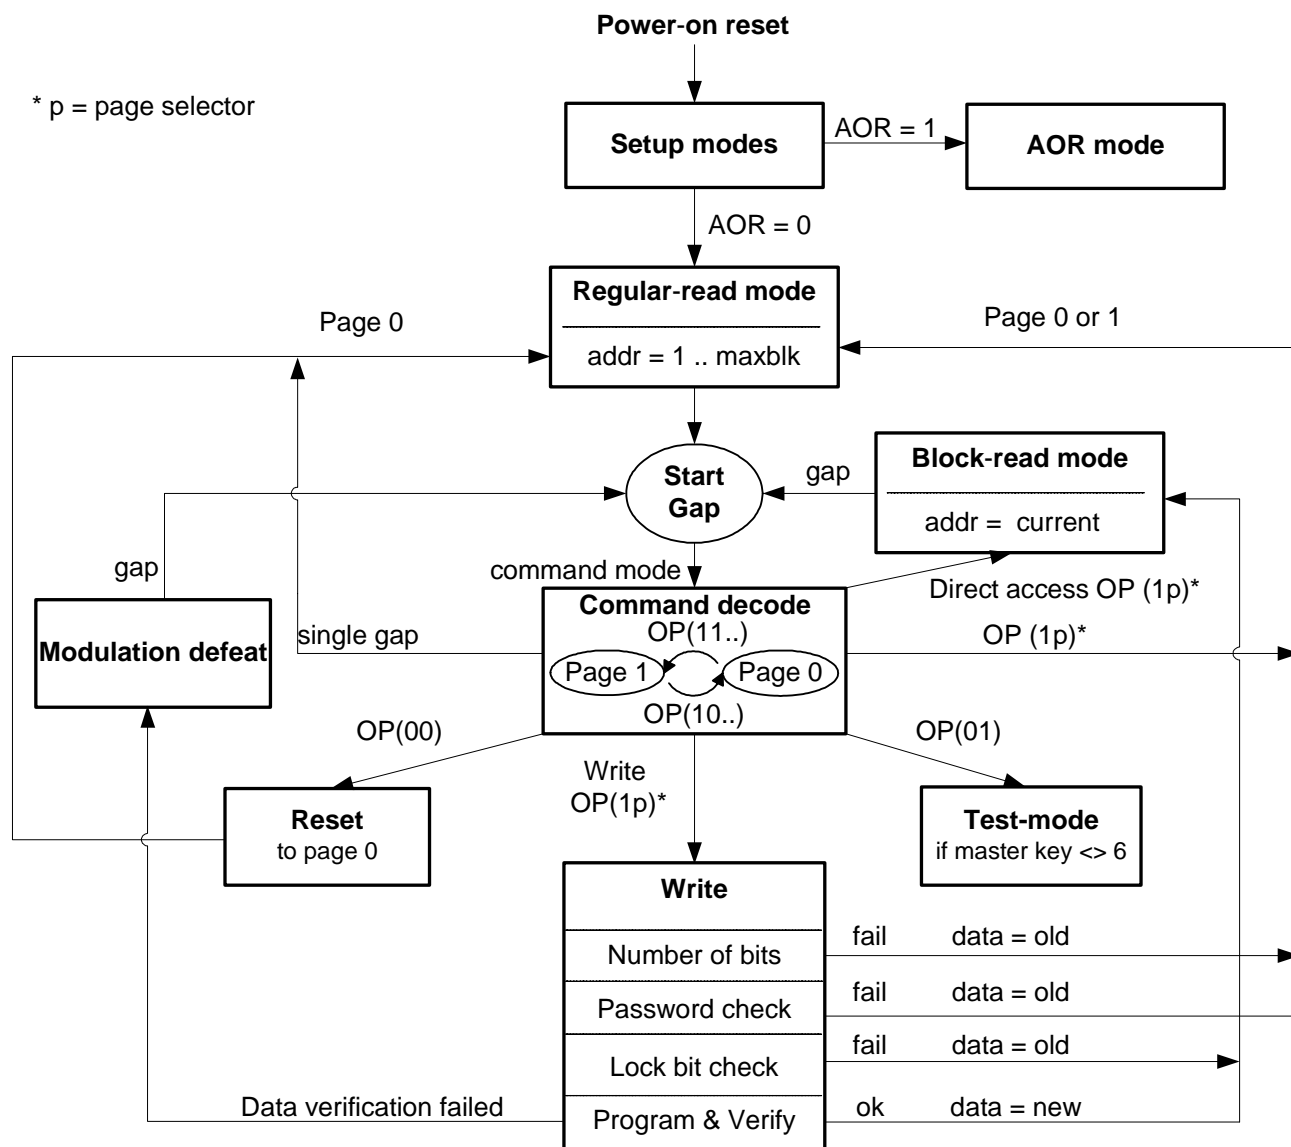 Power-on reset
* p = page selector
Setup modes
AOR = 1
AOR mode
AOR = 0
Regular-read mode
addr = 1 .. maxblk
Page 0
Page 0 or 1
Start
Gap
gap
Block-read mode
addr =  current
gap
command mode
Direct access OP (1p)*
Modulation defeat
single gap
Command decode
OP(11..)
Page 1
Page 0
OP(10..)
OP (1p)*
OP(00)
Write
OP(1p)*
OP(01)
Reset
to page 0
Test-mode
if master key <> 6
Write
Number of bits
fail
data = old
Password check
fail
data = old
Lock bit check
fail
data = old
Data verification failed
Program & Verify
ok
data = new